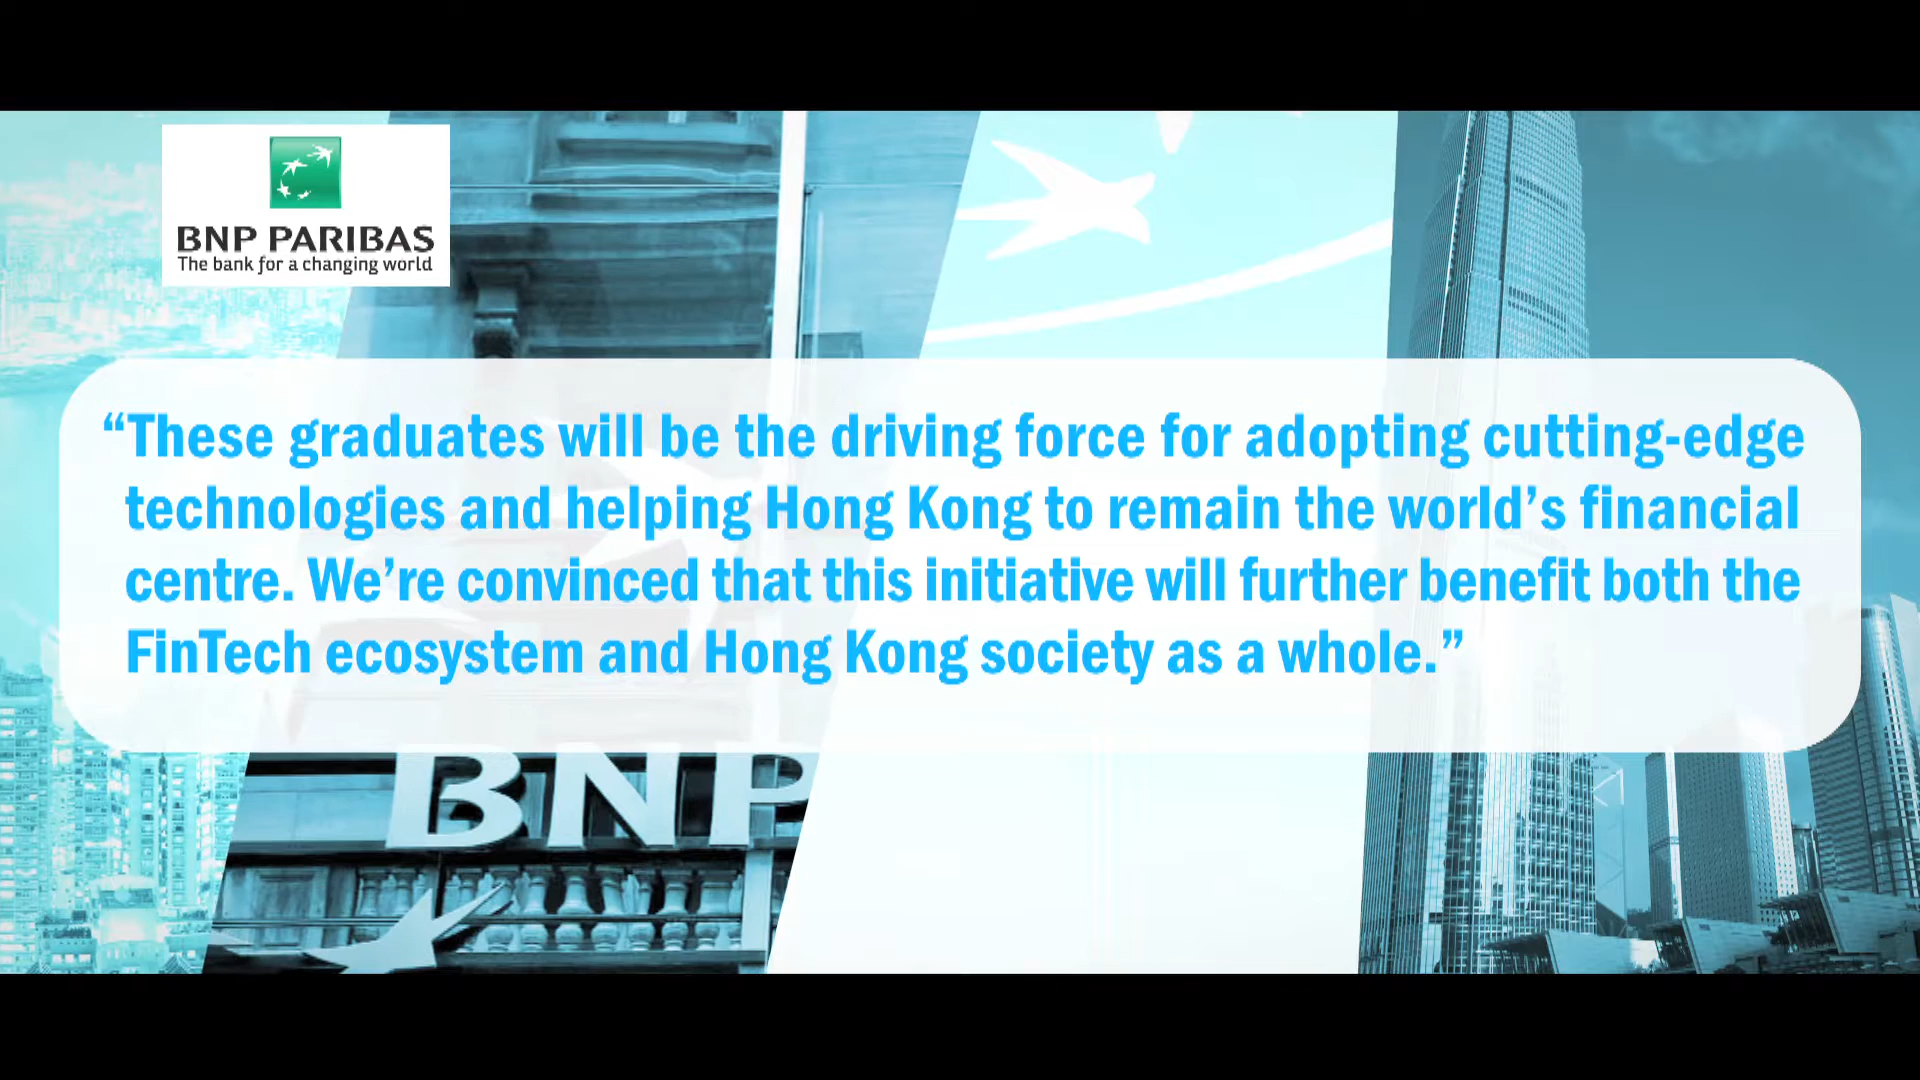 BNP PARIBAS
The bank for a changing world
“These graduates will be the driving force for adopting cutting-edge
technologies and helping Hong Kong to remain the world’s financial
centre. We’re convinced that this initiative will further benefit both the
FinTech ecosystem and Hong Kong society as a whole.”
BNP